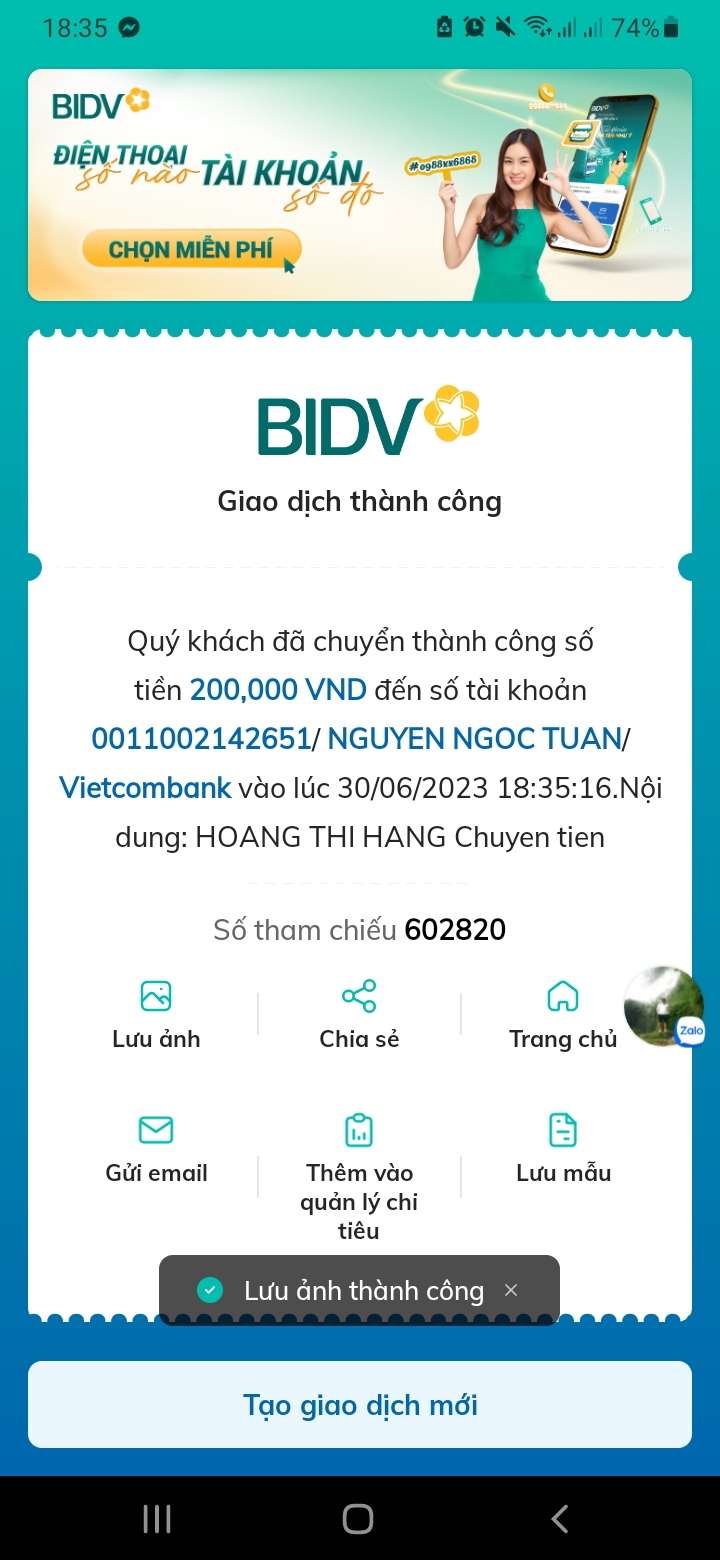 18:35
74%
BIDV
ĐIỆN THOẠI
số nào TÀI KHOẢN
số đó
#0988xx6868
CHỌN MIỄN PHÍ
BIDV
Giao dịch thành công
Quý khách đã chuyển thành công số
tiền 200,000 VND đến số tài khoản
0011002142651/ NGUYEN NGOC TUAN/
Vietcombank vào lúc 30/06/2023 18:35:16.Nội
dung: HOANG THI HANG Chuyen tien
Số tham chiếu 602820
Zalo
Lưu ảnh
Chia sẻ
Trang chủ
Gửi email
Thêm vào
quản lý chi
tiêu
Lưu mẫu
Lưu ảnh thành công
Tạo giao dịch mới